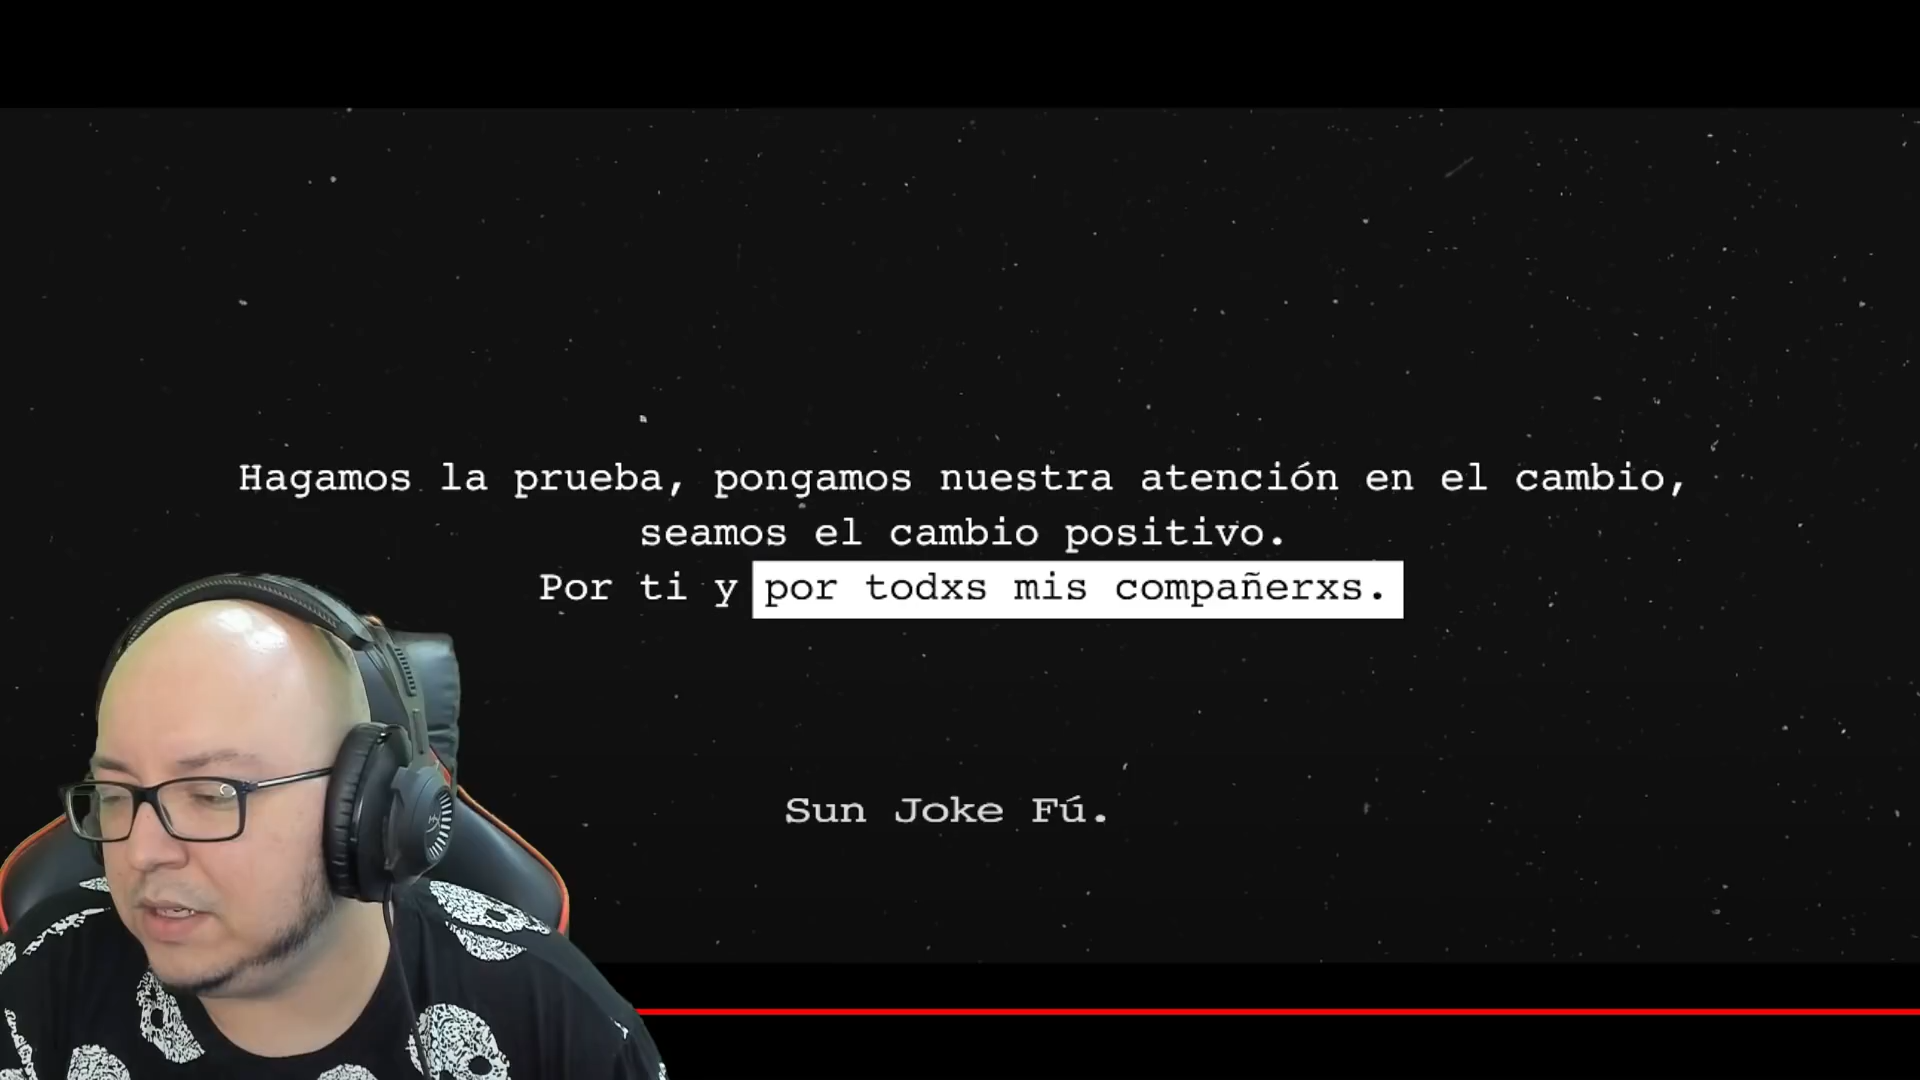 Hagamos la prueba, pongamos nuestra atención en el cambio,
seamos el cambio positivo.
Por ti y por todxs mis compañerxs.
Sun Joke Fú.